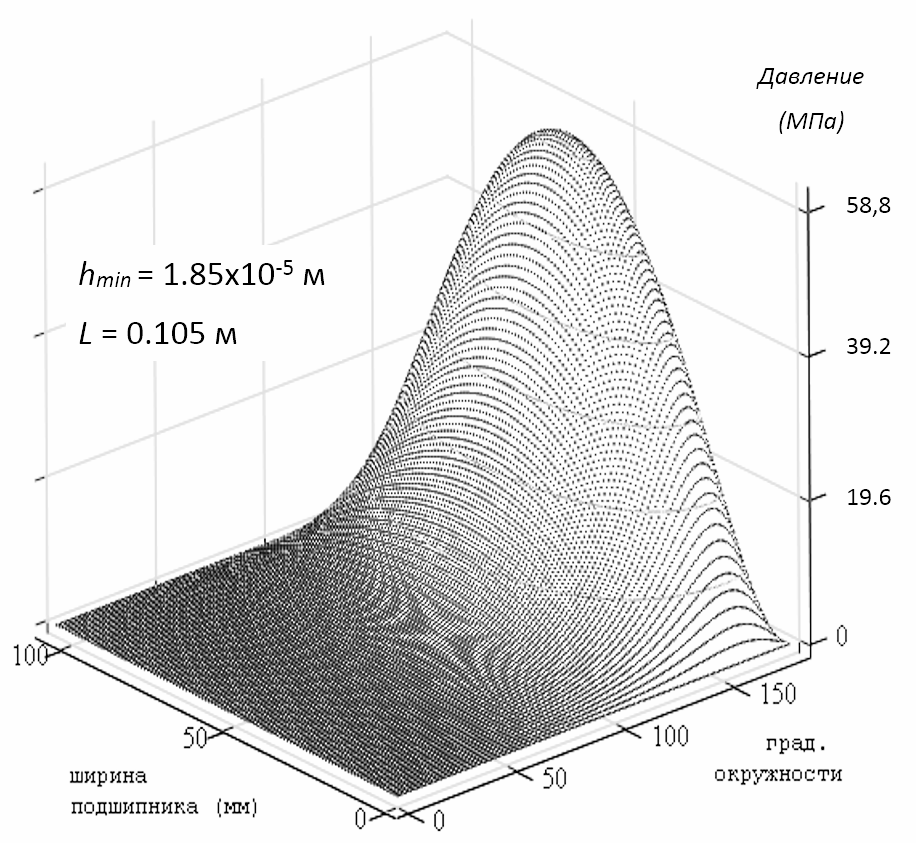 Давление
(МПа)
58,8
hmin = 1.85x10-5 м
L = 0.105 м
39.2
19.6
0
100
50
0
0
50
100
150
град.
окружности
ширина
подшипника (мм)